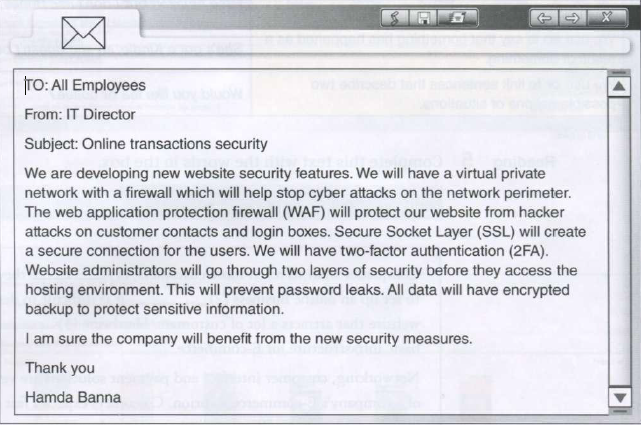 TO: All Employees
From: IT Director
Subject: Online transactions security
We are developing new website security features. We will have a virtual private
network with a firewall which will help stop cyber attacks on the network perimeter.
The web application protection firewall (WAF) will protect our website from hacker
attacks on customer contacts and login boxes. Secure Socket Layer (SSL) will create
a secure connection for the users. We will have two-factor authentication (2FA).
Website administrators will go through two layers of security before they access the
hosting environment. This will prevent password leaks. All data will have encrypted
backup to protect sensitive information.
I am sure the company will benefit from the new security measures.
Thank you
Hamda Banna